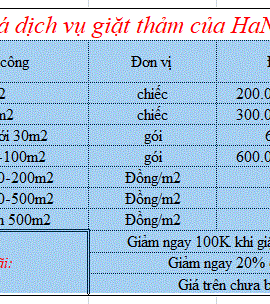 á dịch vụ giặt thảm của HaN
công Đơn vị
2 chiếc 200.0
m2 chiếc 300.0
ới 30m2 gói 6
-100m2 gói 600.0
0-200m2 Đồng/m2
0-500m2 Đồng/m2
n 500m2 Đồng/m2
Giảm ngay 100K khi giặ
ãi: Giảm ngay 20% c
Giá trên chưa b